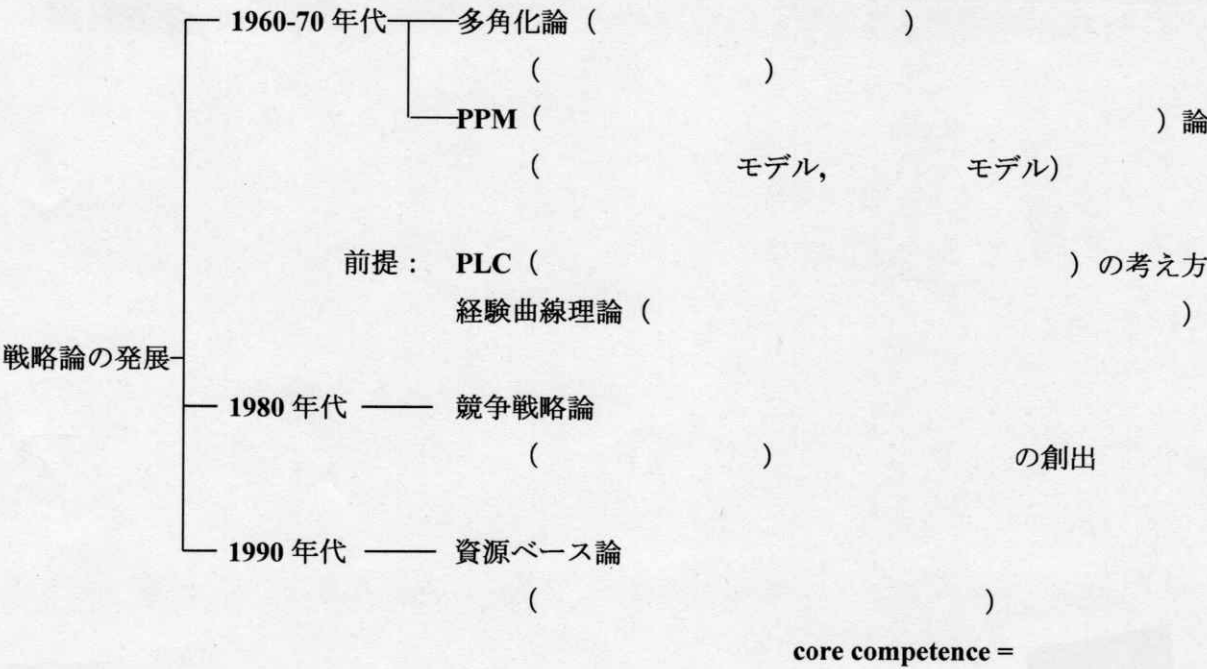 1960-70 年代 多角化論 ( )
( )
PPM ( ) 論
( モデル, モデル)
前提： PLC ( ) の考え方
経験曲線理論 ( )
戦略論の発展
1980 年代 競争戦略論
( ) の創出
1990 年代 資源ベース論
( )
core competence =